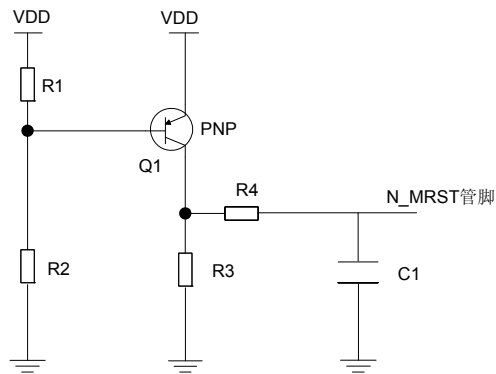 VDD
VDD
R1
PNP
Q1
R4
N_MRST管脚
R2
R3
C1